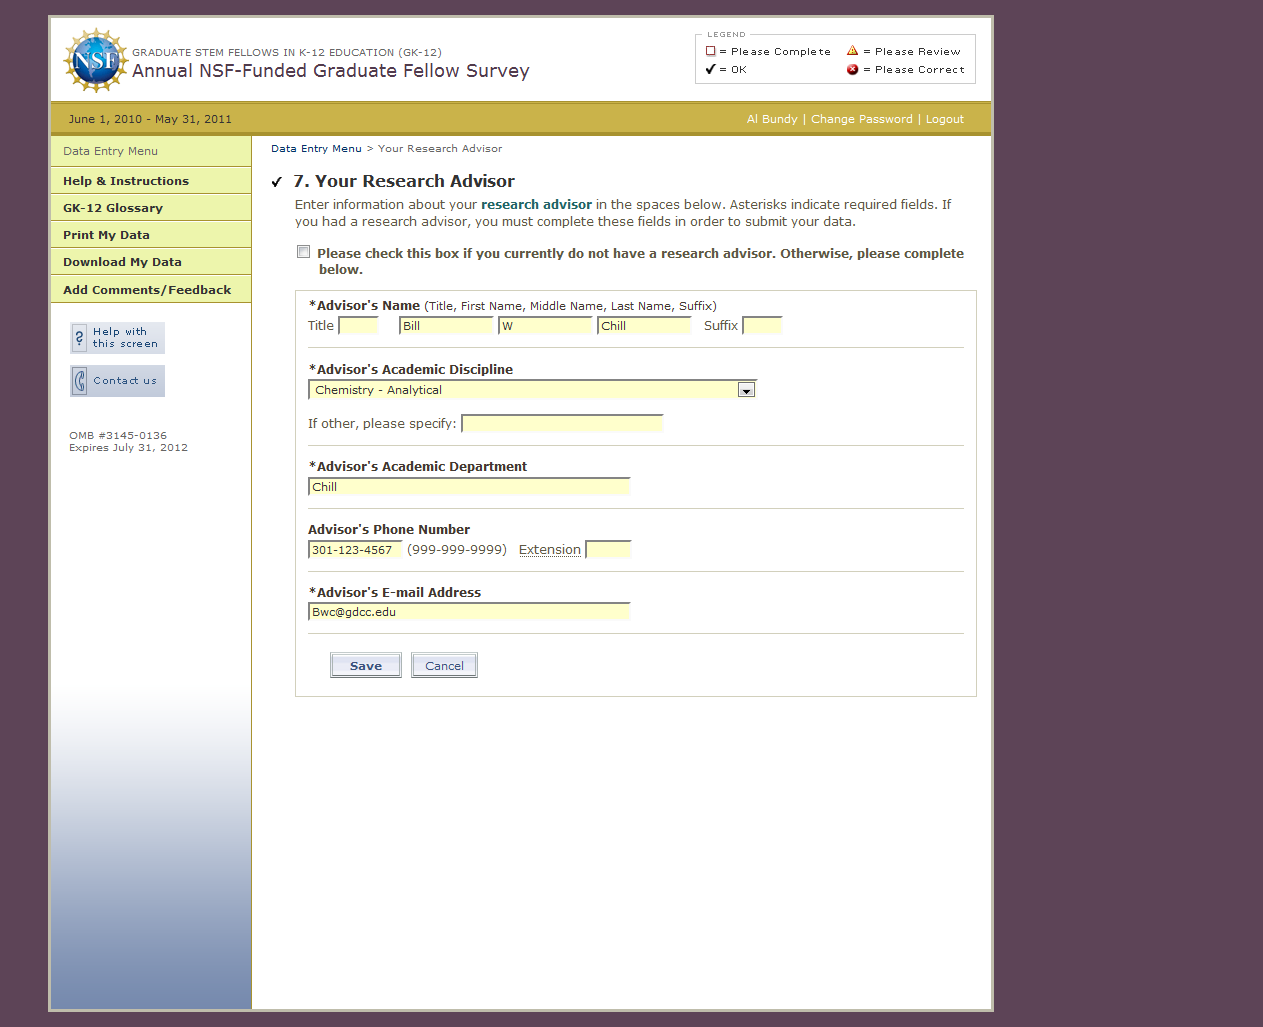 NSF
GRADUATE STEM FELLOWS IN K-12 EDUCATION (GK-12)
Annual NSF-Funded Graduate Fellow Survey
LEGEND
= Please Complete
= Please Review
= OK
= Please Correct
June 1, 2010 - May 31, 2011
Al Bundy | Change Password | Logout
Data Entry Menu
Help & Instructions
GK-12 Glossary
Print My Data
Download My Data
Add Comments/Feedback
? Help with
this screen
Contact us
OMB #3145-0136
Expires July 31, 2012
Data Entry Menu > Your Research Advisor
7. Your Research Advisor
Enter information about your research advisor in the spaces below. Asterisks indicate required fields. If
you had a research advisor, you must complete these fields in order to submit your data.
Please check this box if you currently do not have a research advisor. Otherwise, please complete
below.
*Advisor's Name (Title, First Name, Middle Name, Last Name, Suffix)
Title Bill W Chill Suffix
*Advisor's Academic Discipline
Chemistry - Analytical
If other, please specify:
*Advisor's Academic Department
Chill
Advisor's Phone Number
301-123-4567 (999-999-9999) Extension
*Advisor's E-mail Address
Bwc@gdcc.edu
Save Cancel